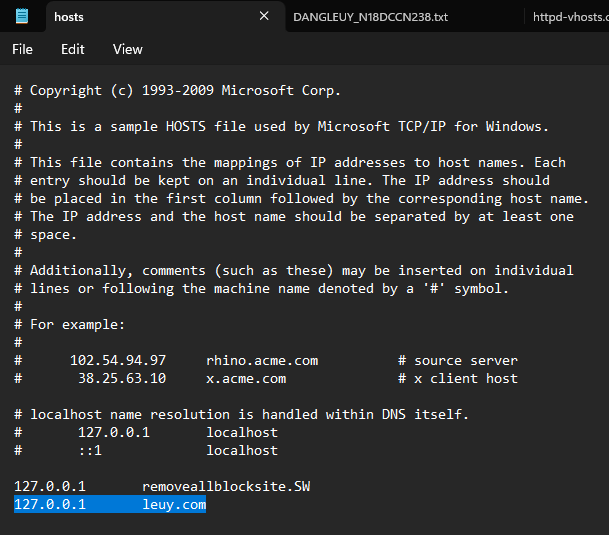 hosts
DANGLEUY_N18DCCN238.txt
httpd-vhosts.c
File Edit View
# Copyright (c) 1993-2009 Microsoft Corp.
#
# This is a sample HOSTS file used by Microsoft TCP/IP for Windows.
#
# This file contains the mappings of IP addresses to host names. Each
# entry should be kept on an individual line. The IP address should
# be placed in the first column followed by the corresponding host name.
# The IP address and the host name should be separated by at least one
# space.
#
# Additionally, comments (such as these) may be inserted on individual
# lines or following the machine name denoted by a '#' symbol.
#
# For example:
#
#      102.54.94.97     rhino.acme.com          # source server
#       38.25.63.10     x.acme.com              # x client host

# localhost name resolution is handled within DNS itself.
#       127.0.0.1       localhost
#       ::1             localhost

127.0.0.1       removeallblocksite.SW
127.0.0.1       leuy.com